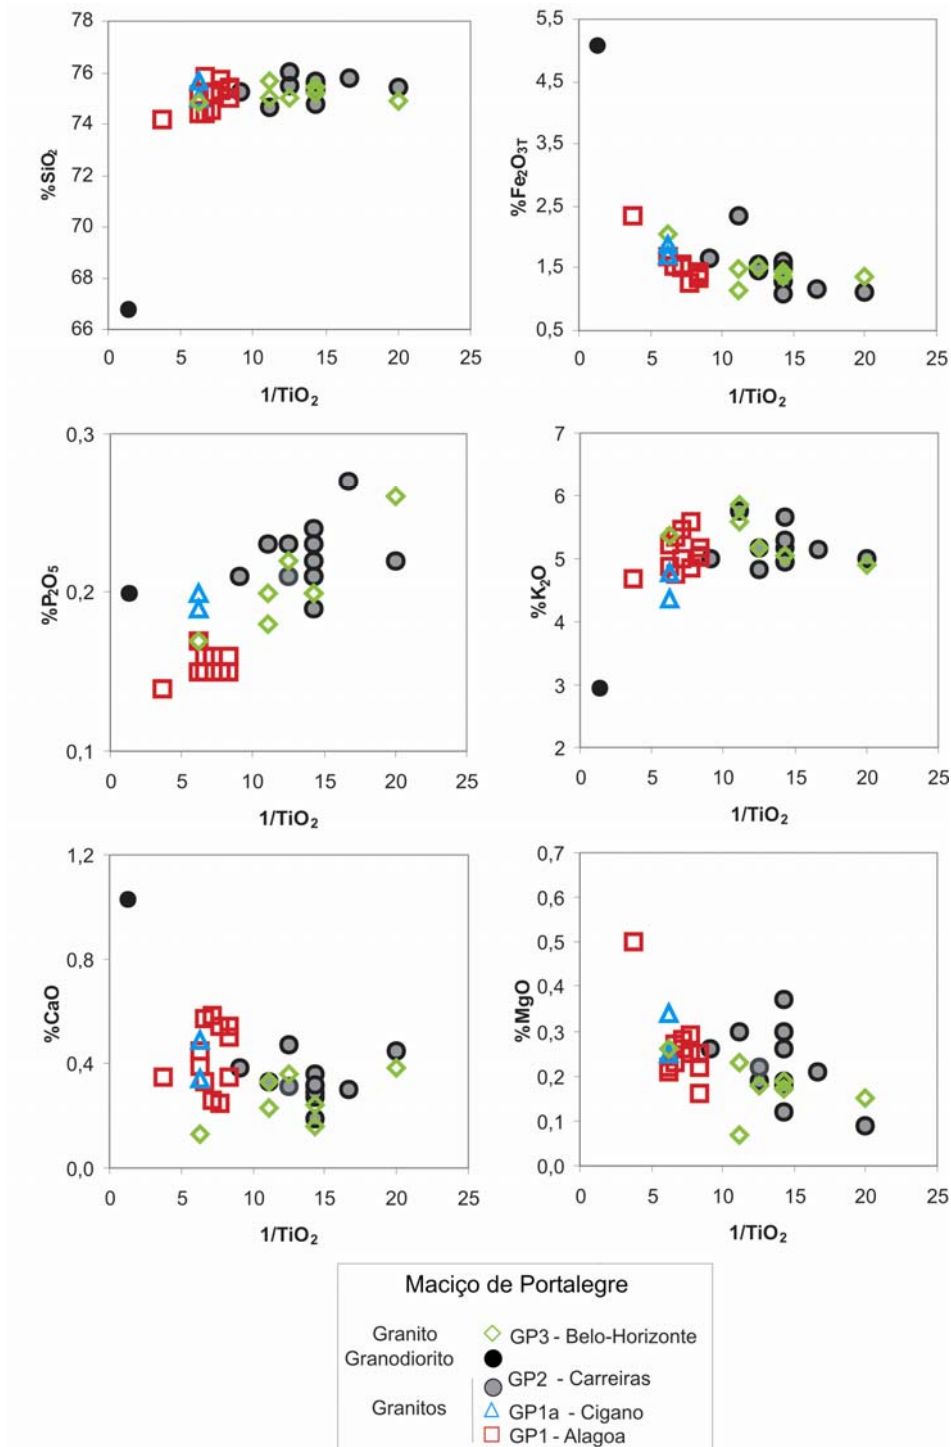 78
76
74
72
70
68
66
%SiO₂
0 5 10 15 20 25
1/TiO₂
5,5
4,5
3,5
2,5
1,5
0,5
%Fe₂O₃T
0 5 10 15 20 25
1/TiO₂
0,3
0,2
0,1
%P₂O₅
0 5 10 15 20 25
1/TiO₂
7
6
5
4
3
2
%K₂O
0 5 10 15 20 25
1/TiO₂
1,2
0,8
0,4
0,0
%CaO
0 5 10 15 20 25
1/TiO₂
0,7
0,6
0,5
0,4
0,3
0,2
0,1
0,0
%MgO
0 5 10 15 20 25
1/TiO₂
Maciço de Portalegre
Granito GP3 - Belo-Horizonte
Granodiorito
GP2 - Carreiras
Granitos GP1a - Cigano
GP1 - Alagoa